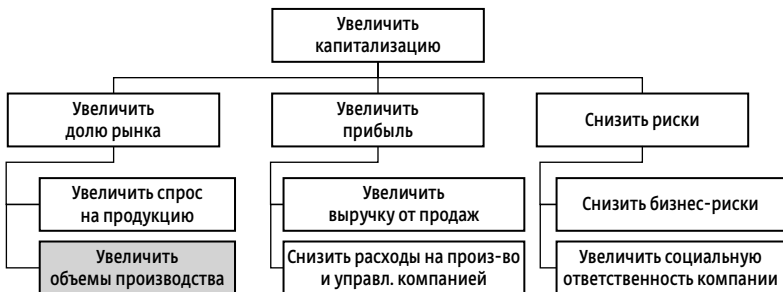 Увеличить
капитализацию
Увеличить
долю рынка
Увеличить
прибыль
Снизить риски
Увеличить спрос
на продукцию
Увеличить
выручку от продаж
Снизить бизнес-риски
Увеличить
объемы производства
Снизить расходы на произ-во
и управл. компанией
Увеличить социальную
ответственность компании